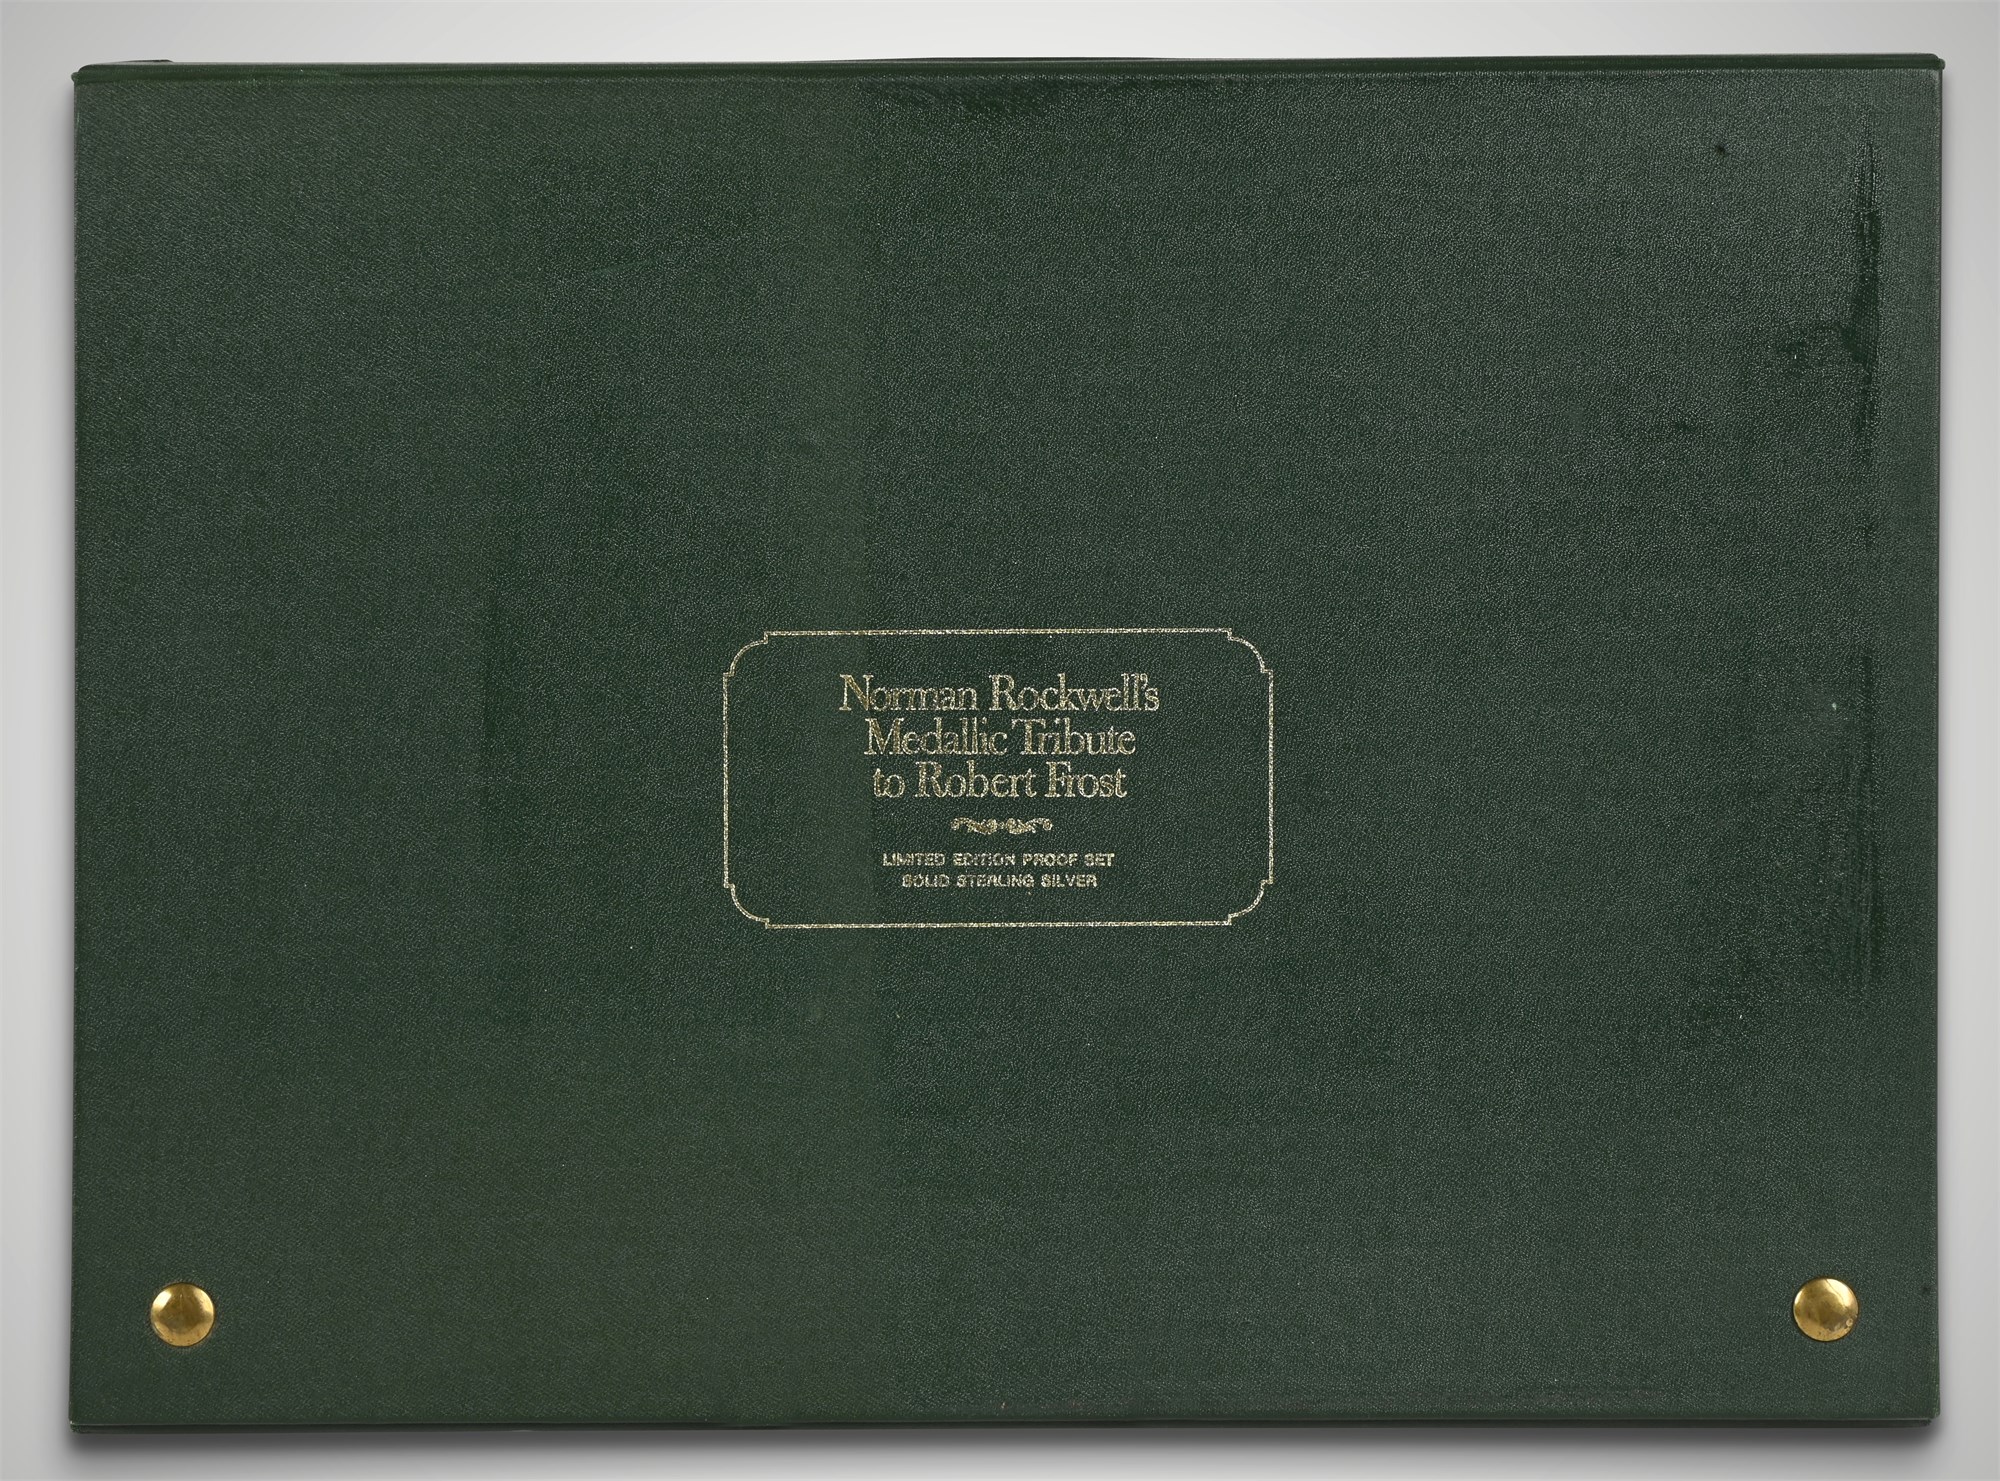 Norman Rockwell's
Medallic Tribute
to Robert Frost
LIMITED EDITION PROOF SET
SOLID STERLING SILVER